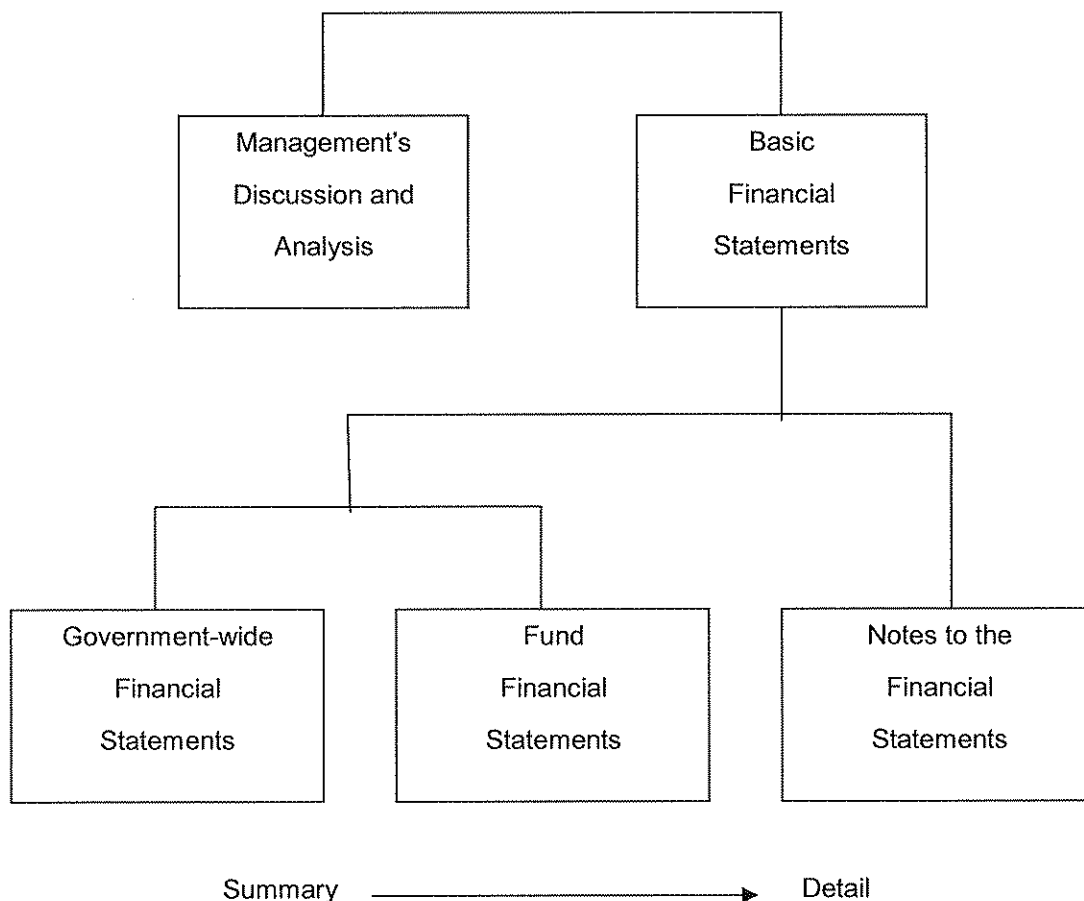 Management's
Discussion and
Analysis
Basic
Financial
Statements
Government-wide
Financial
Statements
Fund
Financial
Statements
Notes to the
Financial
Statements
Summary
Detail